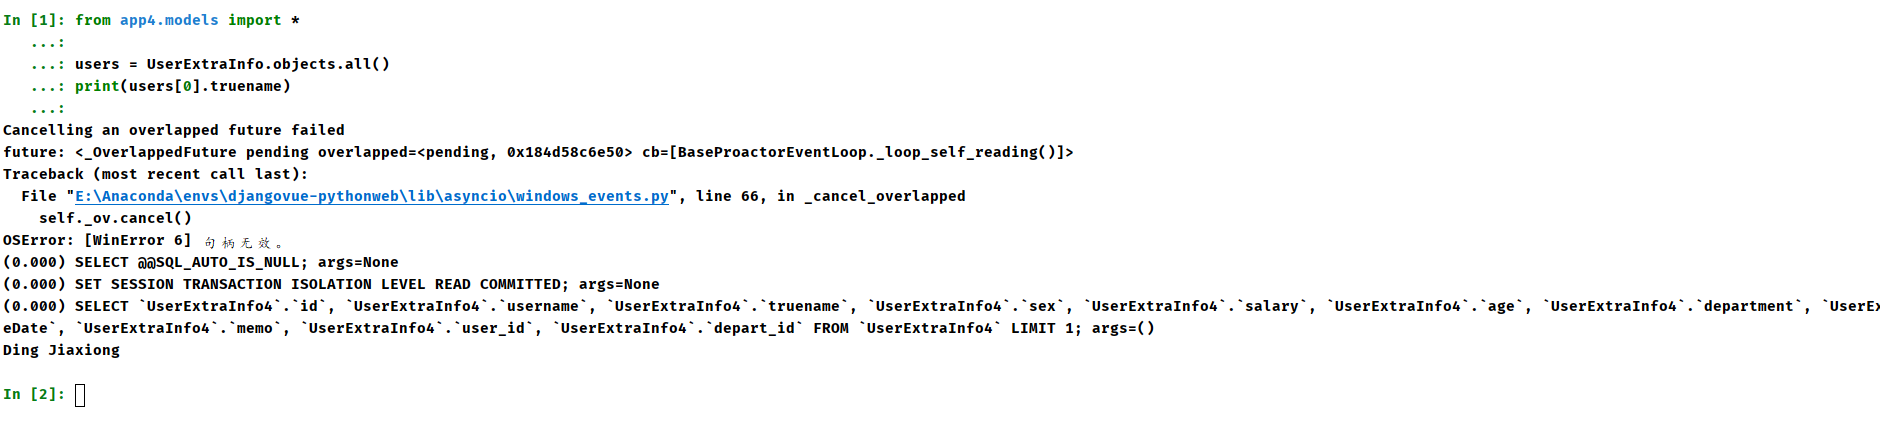 In [1]: from app4.models import *
   ...:
   ...: users = UserExtraInfo.objects.all()
   ...: print(users[0].truename)
   ...:
Cancelling an overlapped future failed
future: <_OverlappedFuture pending overlapped=<pending, 0x184d58c6e50> cb=[BaseProactorEventLoop._loop_self_reading()]>
Traceback (most recent call last):
  File "E:\Anaconda\envs\djangovue-pythonweb\lib\asyncio\windows_events.py", line 66, in _cancel_overlapped
    self._ov.cancel()
OSError: [WinError 6] 句柄无效。
(0.000) SELECT @@SQL_AUTO_IS_NULL; args=None
(0.000) SET SESSION TRANSACTION ISOLATION LEVEL READ COMMITTED; args=None
(0.000) SELECT `UserExtraInfo4`.`id`, `UserExtraInfo4`.`username`, `UserExtraInfo4`.`truename`, `UserExtraInfo4`.`sex`, `UserExtraInfo4`.`salary`, `UserExtraInfo4`.`age`, `UserExtraInfo4`.`department`, `UserEx
eDate`, `UserExtraInfo4`.`memo`, `UserExtraInfo4`.`user_id`, `UserExtraInfo4`.`depart_id` FROM `UserExtraInfo4` LIMIT 1; args=()
Ding Jiaxiong
In [2]: